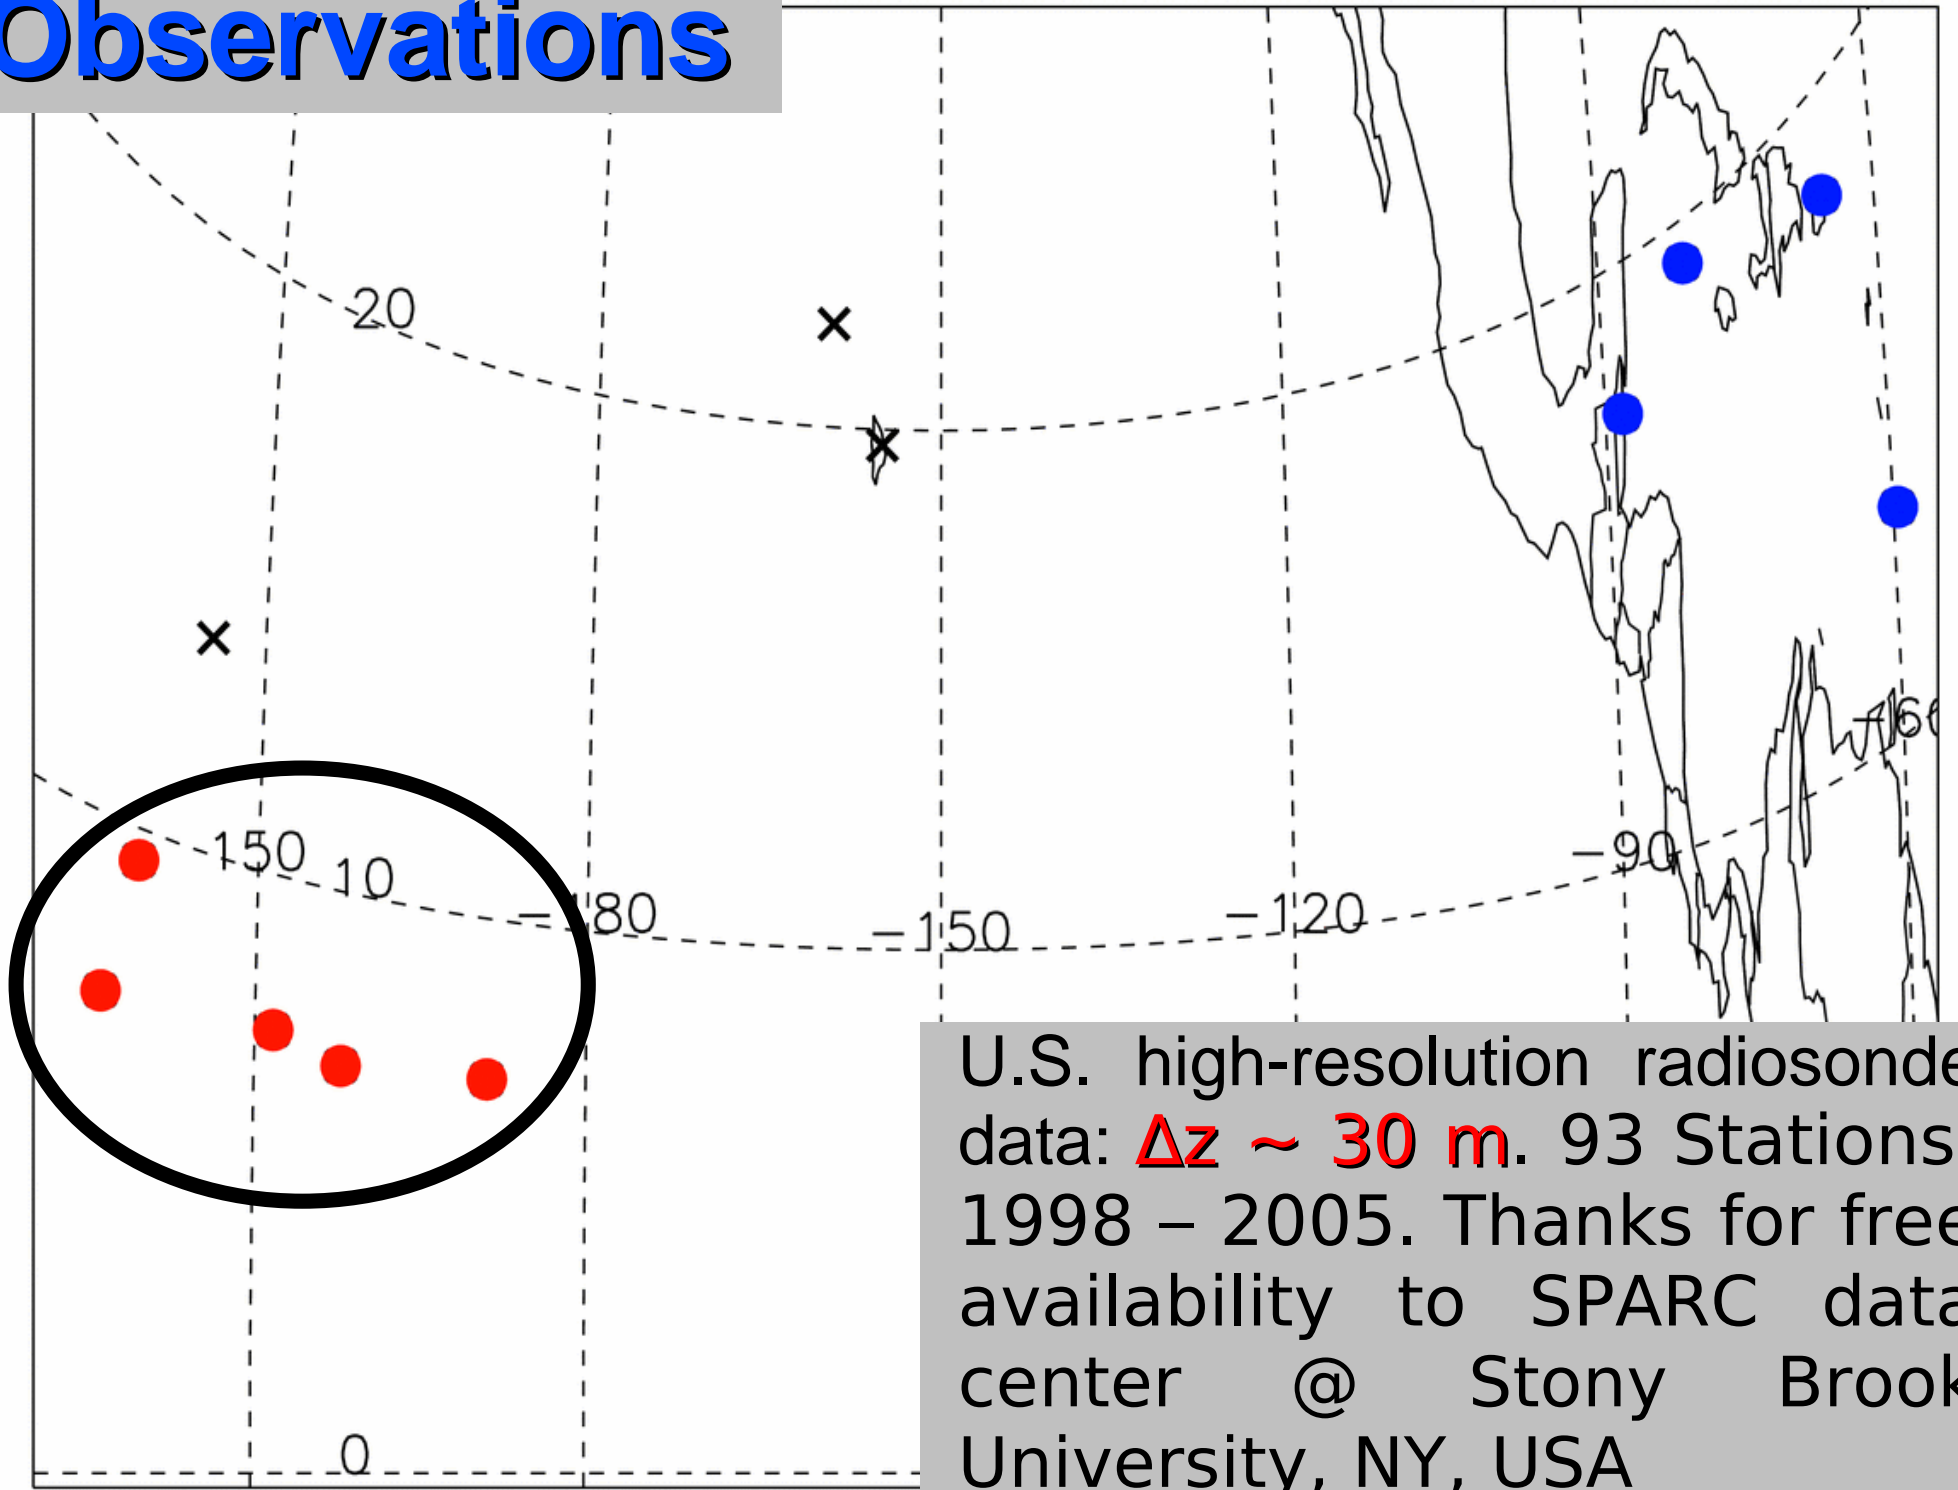 Observations
20
150
10
-180
-150
-120
-90
-60
0
U.S. high-resolution radiosonde
data: Δz ~ 30 m. 93 Stations
1998 – 2005. Thanks for free
availability to SPARC data
center @ Stony Brook
University, NY, USA